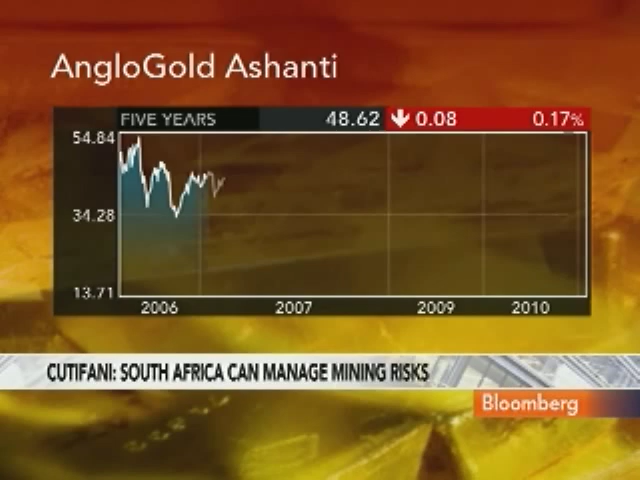 AngloGold Ashanti
FIVE YEARS 48.62 0.08 0.17%
54.84
34.28
13.71
2006 2007 2009 2010
CUTIFANI: SOUTH AFRICA CAN MANAGE MINING RISKS
Bloomberg